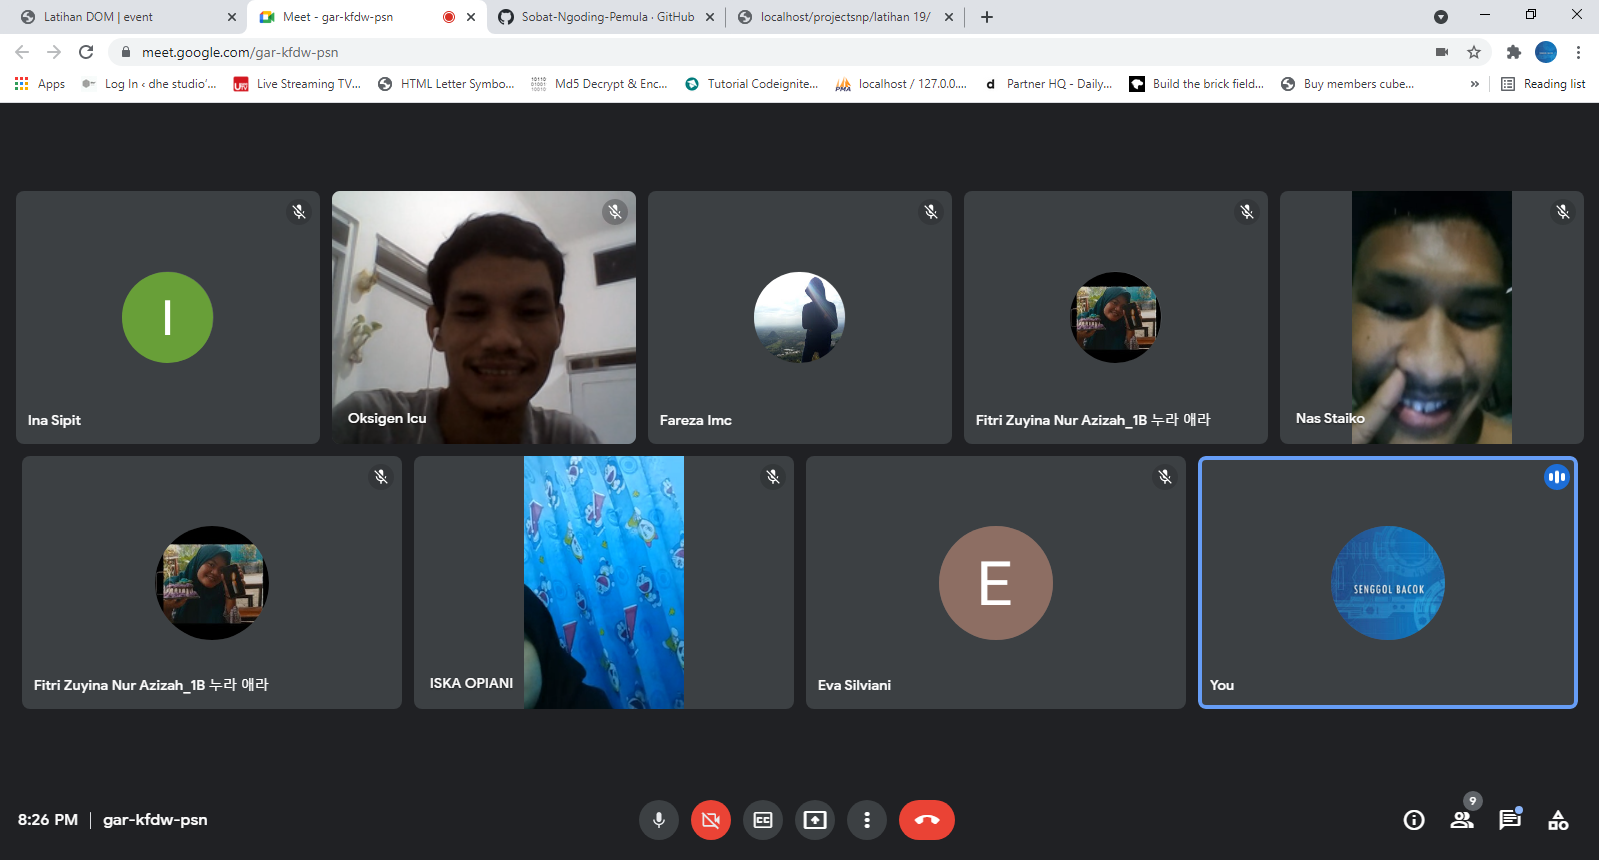 Latihan DOM | event
Meet - gar-kfdw-psn
Sobat-Ngoding-Pemula · GitHub
localhost/projectsnp/latihan 19/
meet.google.com/gar-kfdw-psn
Apps
Log In ‹ dhe studio'...
Live Streaming TV...
HTML Letter Symbo...
Md5 Decrypt & Enc...
Tutorial Codeignite...
localhost / 127.0.0....
Partner HQ - Daily...
Build the brick field...
Buy members cube...
»
Reading list
I
Ina Sipit
Oksigen Icu
Fareza Imc
Fitri Zuyina Nur Azizah_1B 누라 애라
Nas Staiko
Fitri Zuyina Nur Azizah_1B 누라 애라
ISKA OPIANI
E
Eva Silviani
SENGGOL BACOK
You
8:26 PM | gar-kfdw-psn
9